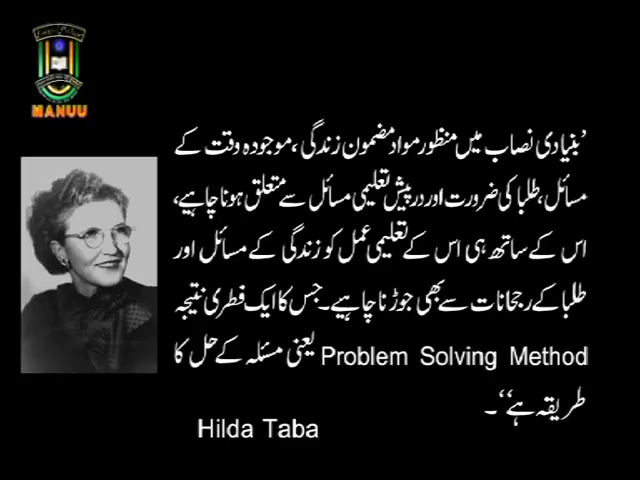 MANUU
’بنیادی نصاب میں منظور مواد مضمون زندگی، موجودہ وقت کے
مسائل، طلبا کی ضرورت اور درپیش تعلیمی مسائل سے متعلق ہونا چاہیے،
اس کے ساتھ ہی اس کے تعلیمی عمل کو زندگی کے مسائل اور
طلبا کے رجحانات سے بھی جوڑنا چاہیے۔ جس کا ایک فطری نتیجہ
Problem Solving Method یعنی مسئلہ کے حل کا
طریقہ ہے‘‘۔
Hilda Taba